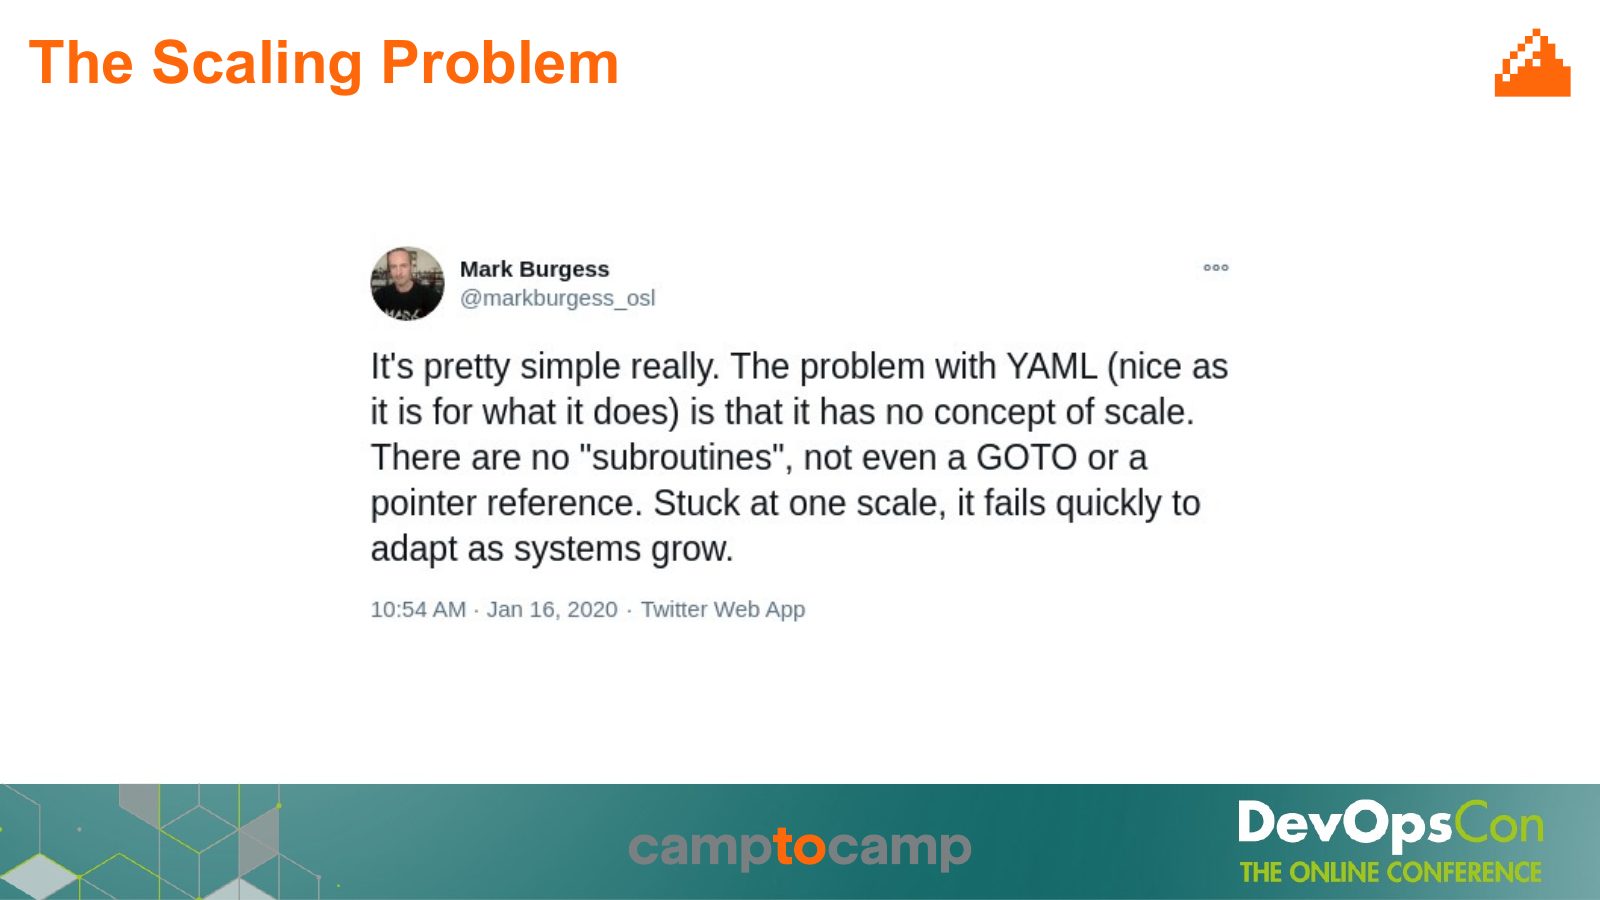 The Scaling Problem
Mark Burgess
@markburgess_osl
It's pretty simple really. The problem with YAML (nice as
it is for what it does) is that it has no concept of scale.
There are no "subroutines", not even a GOTO or a
pointer reference. Stuck at one scale, it fails quickly to
adapt as systems grow.
10:54 AM · Jan 16, 2020 · Twitter Web App
camptocamp
DevOpsCon
THE ONLINE CONFERENCE